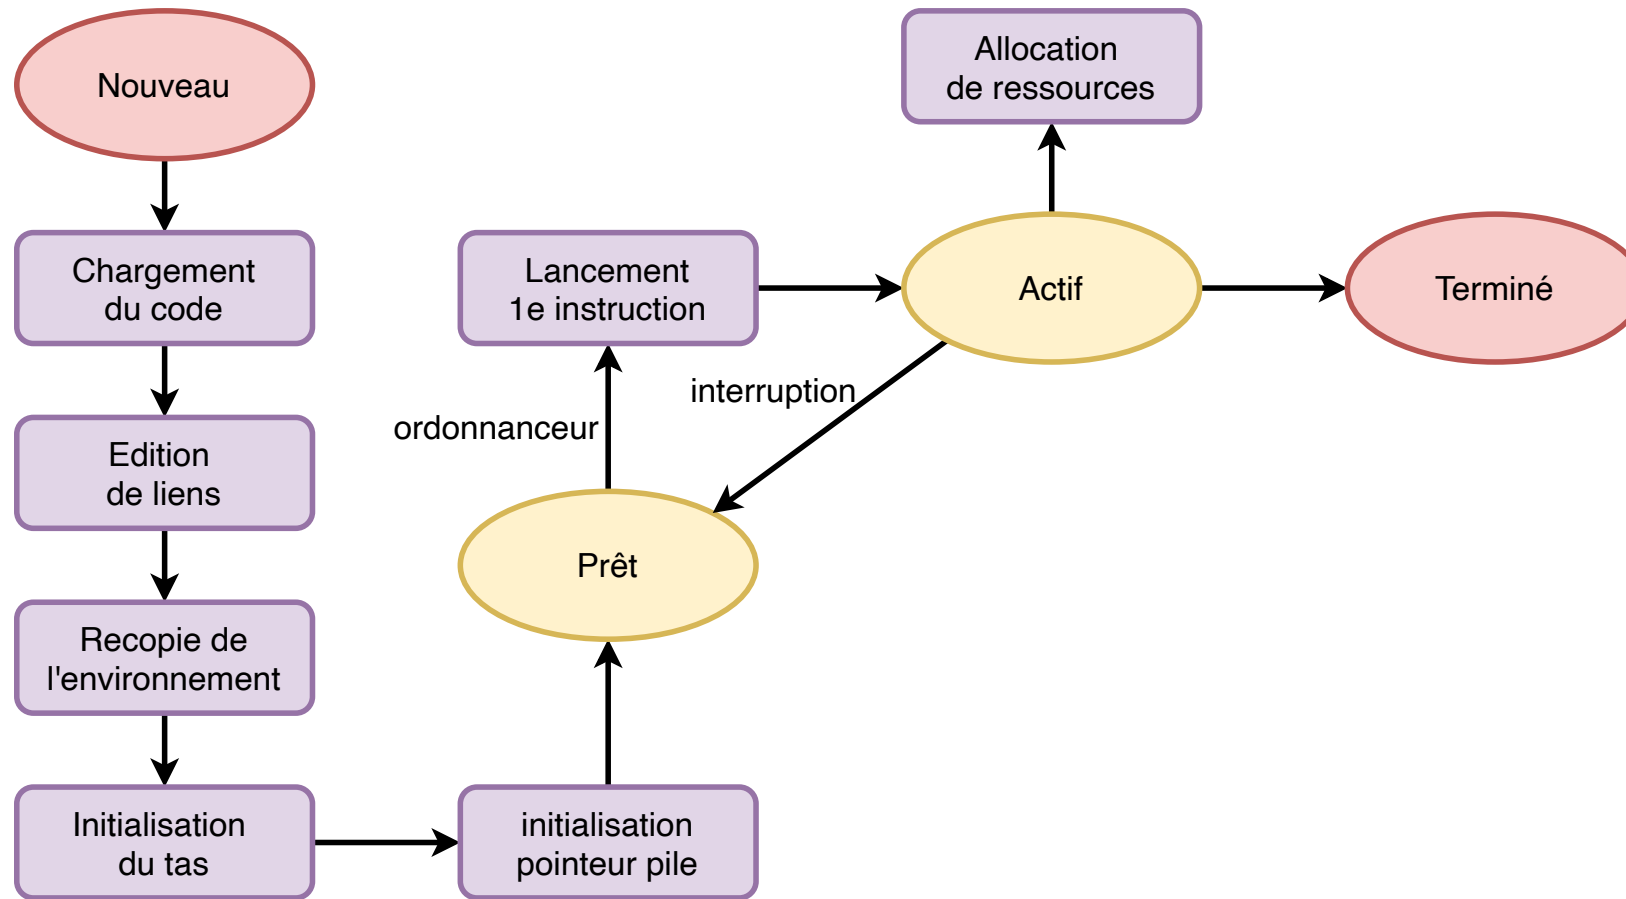 Nouveau
Chargement
du code
Edition
de liens
Recopie de
l'environnement
Initialisation
du tas
initialisation
pointeur pile
Prêt
ordonnanceur
Lancement
1e instruction
interruption
Actif
Allocation
de ressources
Terminé